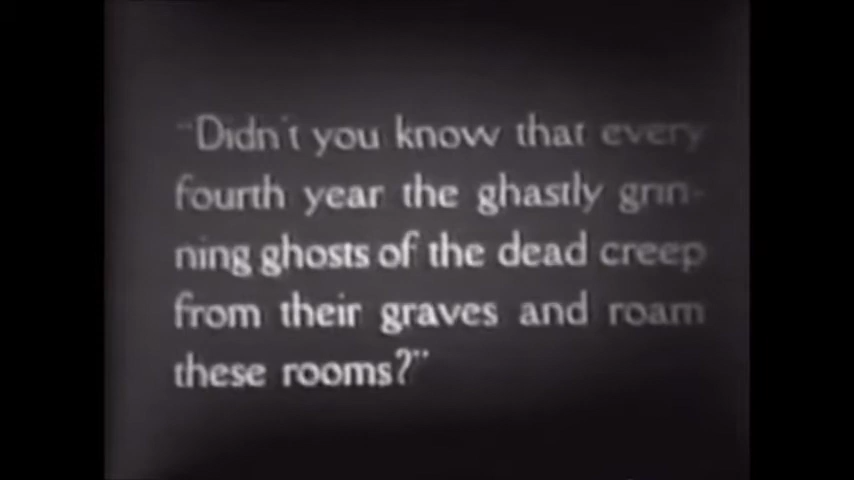 "Didn't you know that every
fourth year the ghastly grin-
ning ghosts of the dead creep
from their graves and roam
these rooms?"